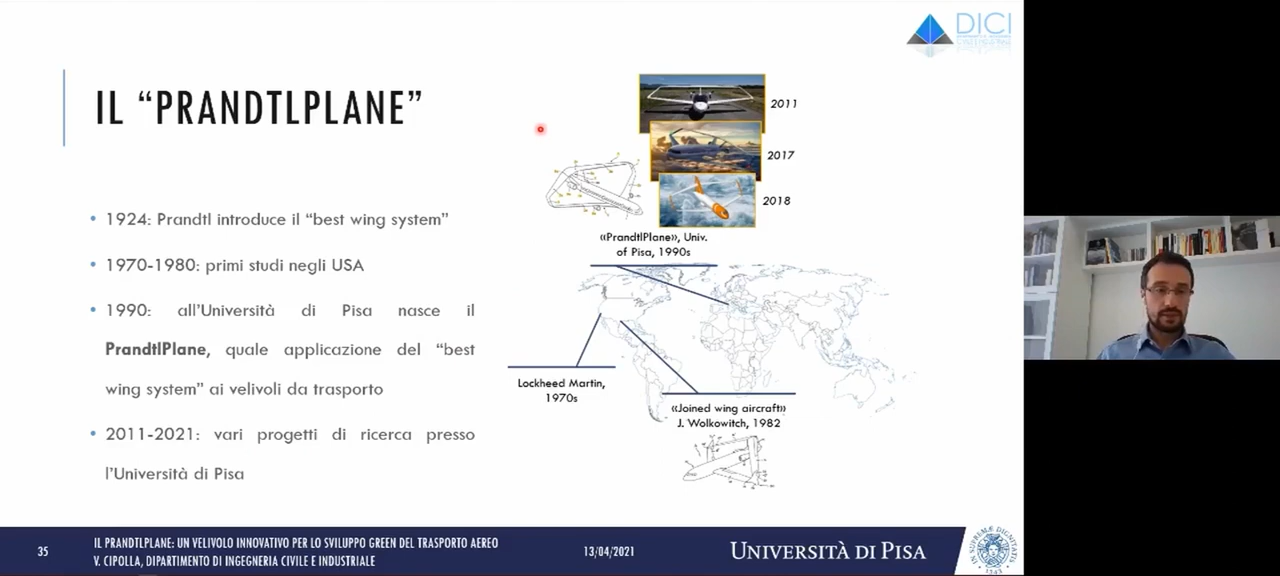 DICI
IL “PRANDTLPLANE”
• 1924: Prandtl introduce il “best wing system”
• 1970-1980: primi studi negli USA
• 1990: all’Università di Pisa nasce il
PrandtlPlane, quale applicazione del “best
wing system” ai velivoli da trasporto
• 2011-2021: vari progetti di ricerca presso
l’Università di Pisa
2011
2017
2018
«PrandtlPlane», Univ.
of Pisa, 1990s
Lockheed Martin,
1970s
«Joined wing aircraft»
J. Wolkowitch, 1982
35
IL PRANDTLPLANE: UN VELIVOLO INNOVATIVO PER LO SVILUPPO GREEN DEL TRASPORTO AEREO
V. CIPOLLA, DIPARTIMENTO DI INGEGNERIA CIVILE E INDUSTRIALE
13/04/2021
UNIVERSITÀ DI PISA